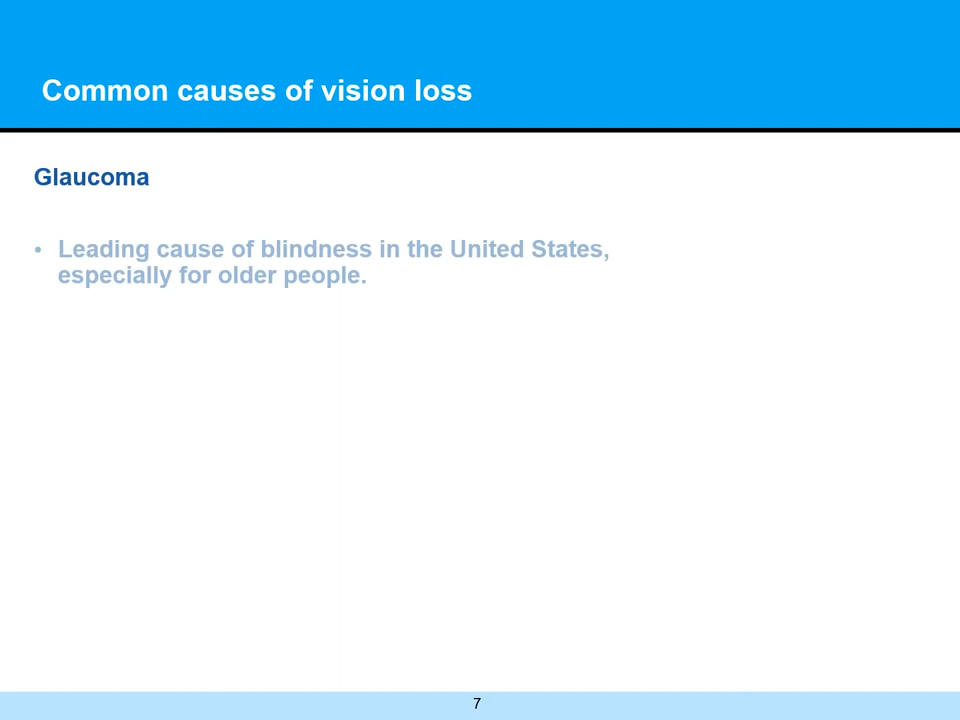 Common causes of vision loss
Glaucoma
• Leading cause of blindness in the United States,
especially for older people.
7